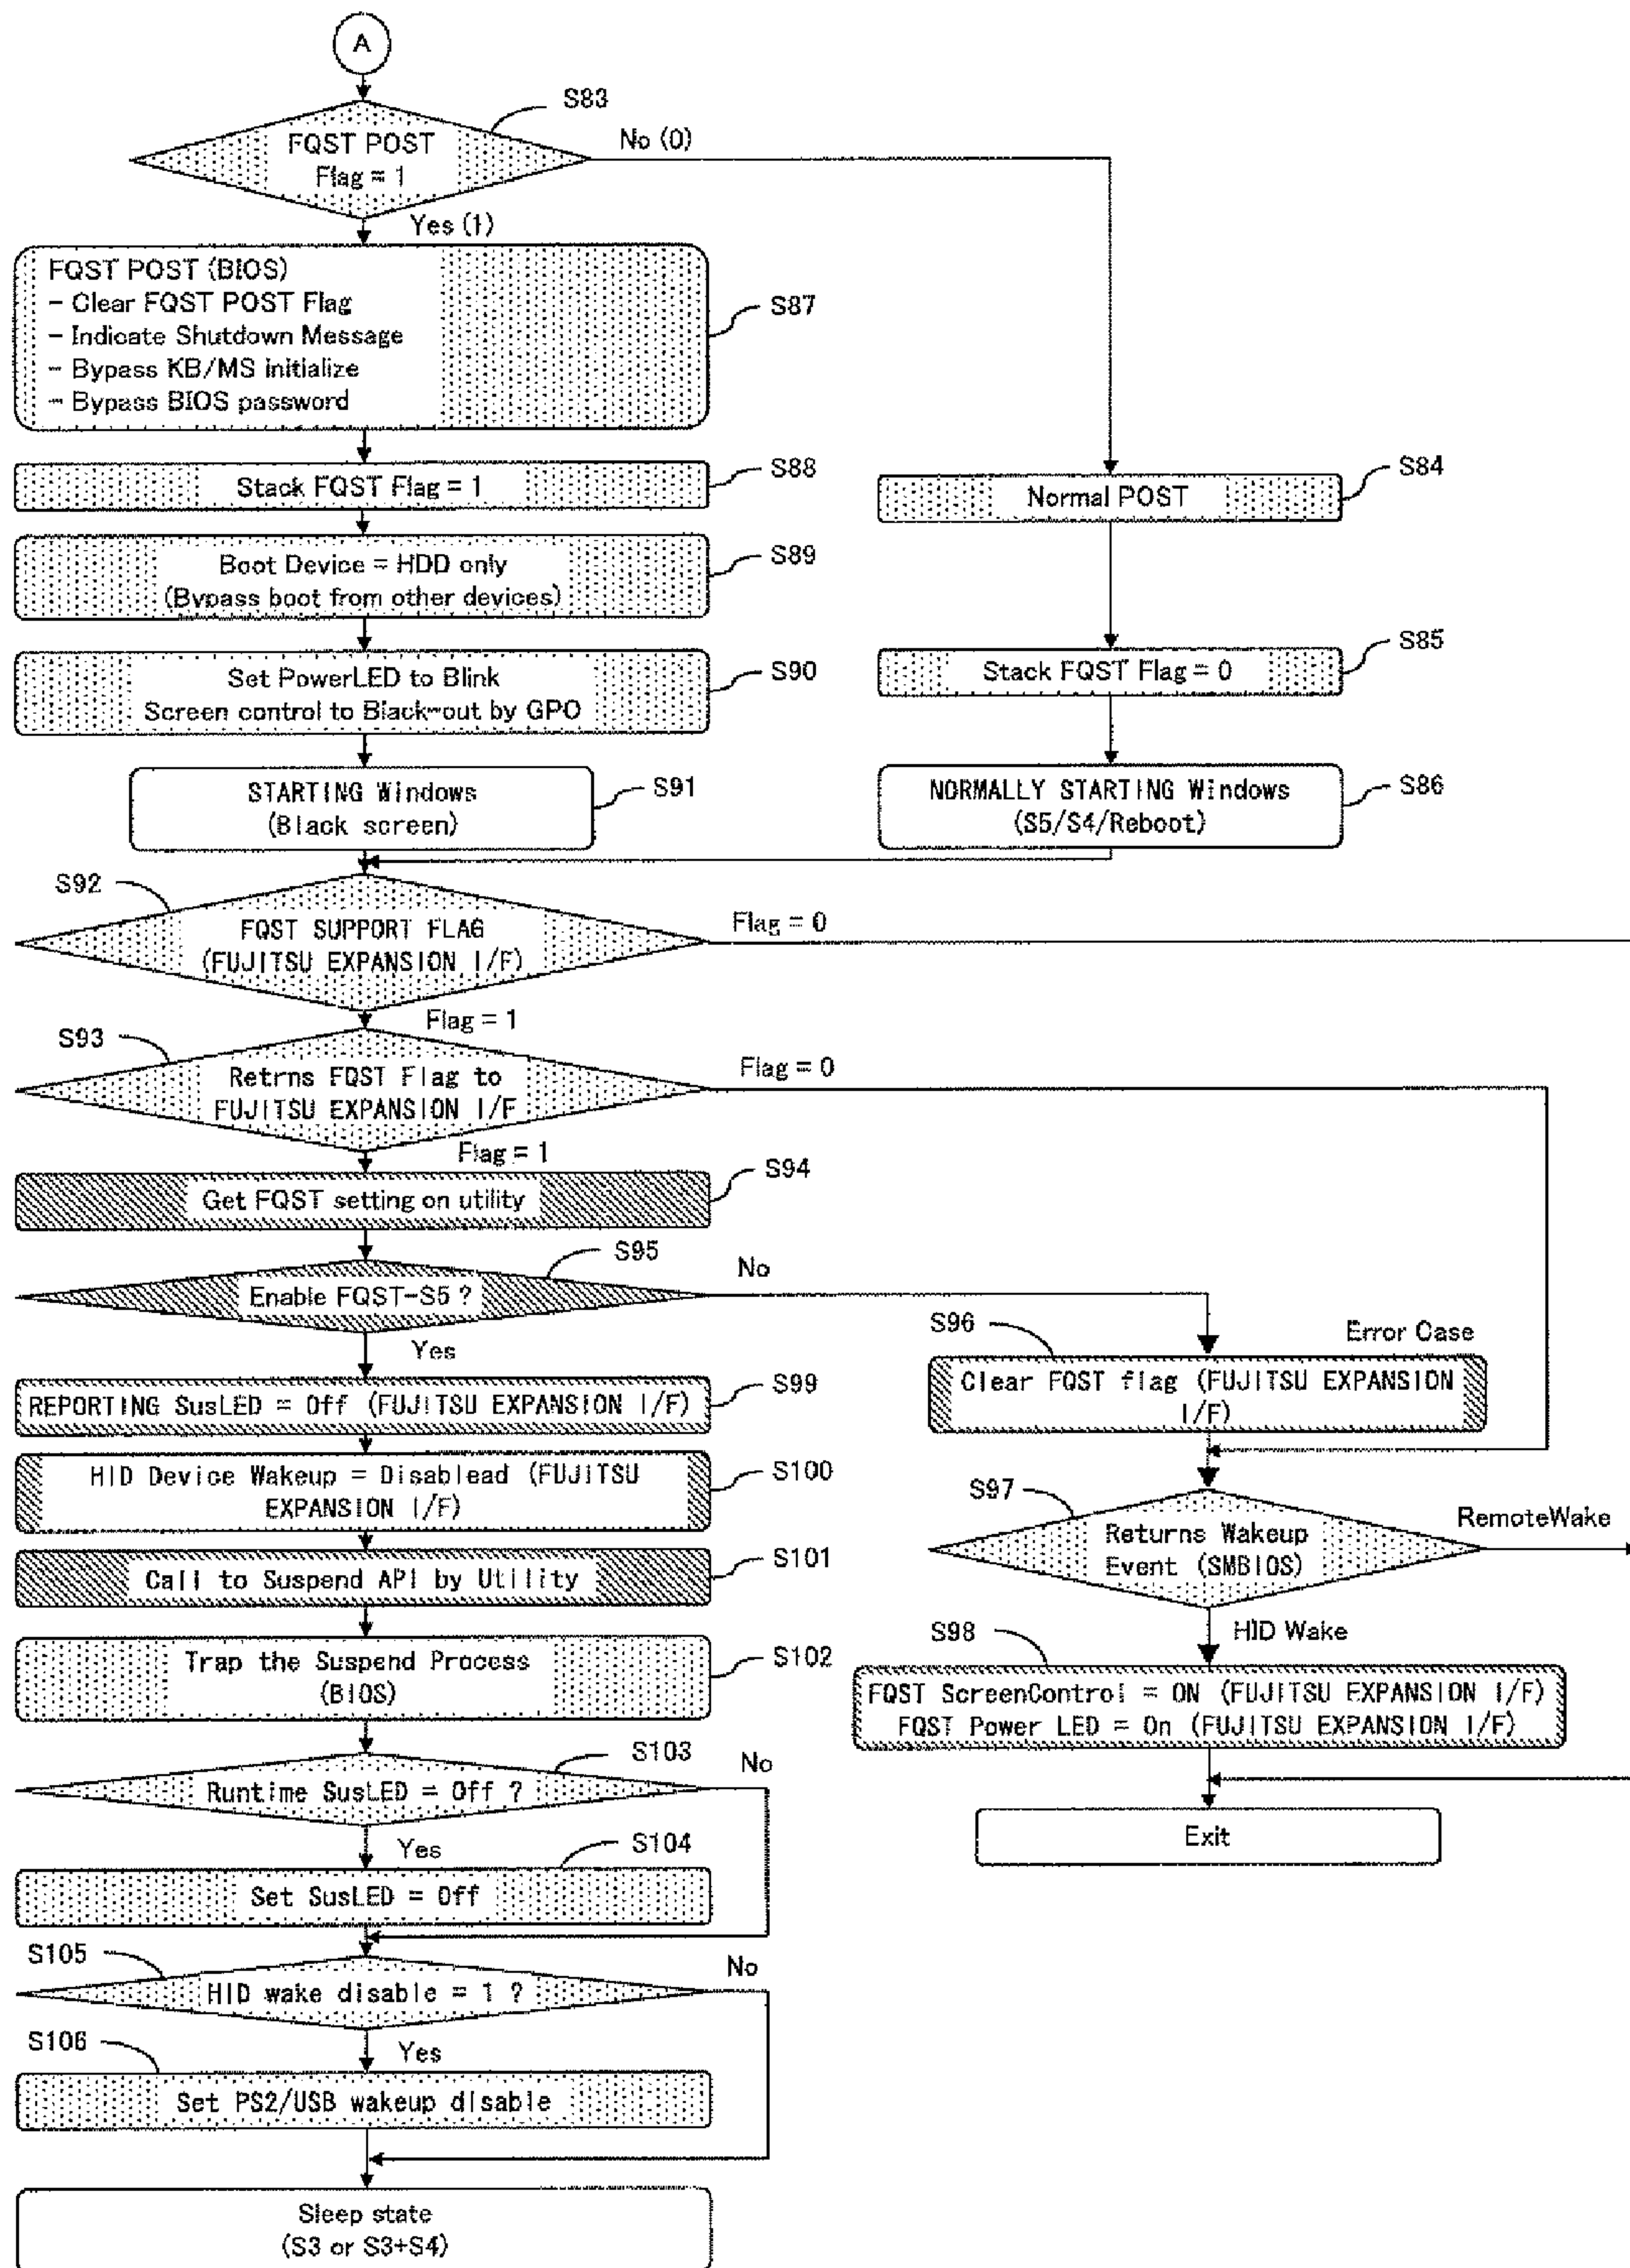 A
S83
FQST POST
Flag = 1
No (0)
Yes (1)
FQST POST (BIOS)
- Clear FQST POST Flag
- Indicate Shutdown Message
- Bypass KB/MS initialize
- Bypass BIOS password
S87
Stack FQST Flag = 1
S88
Normal POST
S84
Boot Device = HDD only
(Bypass boot from other devices)
S89
Set PowerLED to Blink
Screen control to Black-out by GPO
S90
Stack FQST Flag = 0
S85
STARTING Windows
(Black screen)
S91
NORMALLY STARTING Windows
(S5/S4/Reboot)
S86
S92
FQST SUPPORT FLAG
(FUJITSU EXPANSION I/F)
Flag = 0
Flag = 1
S93
Retrns FQST Flag to
FUJITSU EXPANSION I/F
Flag = 0
Flag = 1
Get FQST setting on utility
S94
S95
Enable FQST-S5 ?
No
Yes
S96
Error Case
Clear FQST flag (FUJITSU EXPANSION
I/F)
REPORTING SusLED = Off (FUJITSU EXPANSION I/F)
S99
HID Device Wakeup = Disablead (FUJITSU
EXPANSION I/F)
S100
S97
Returns Wakeup
Event (SMBIOS)
RemoteWake
HID Wake
Call to Suspend API by Utility
S101
Trap the Suspend Process
(BIOS)
S102
S98
FQST ScreenControl = ON (FUJITSU EXPANSION I/F)
FQST Power LED = On (FUJITSU EXPANSION I/F)
S103
Runtime SusLED = Off ?
No
Yes
Exit
S104
Set SusLED = Off
S105
HID wake disable = 1 ?
No
Yes
S106
Set PS2/USB wakeup disable
Sleep state
(S3 or S3+S4)